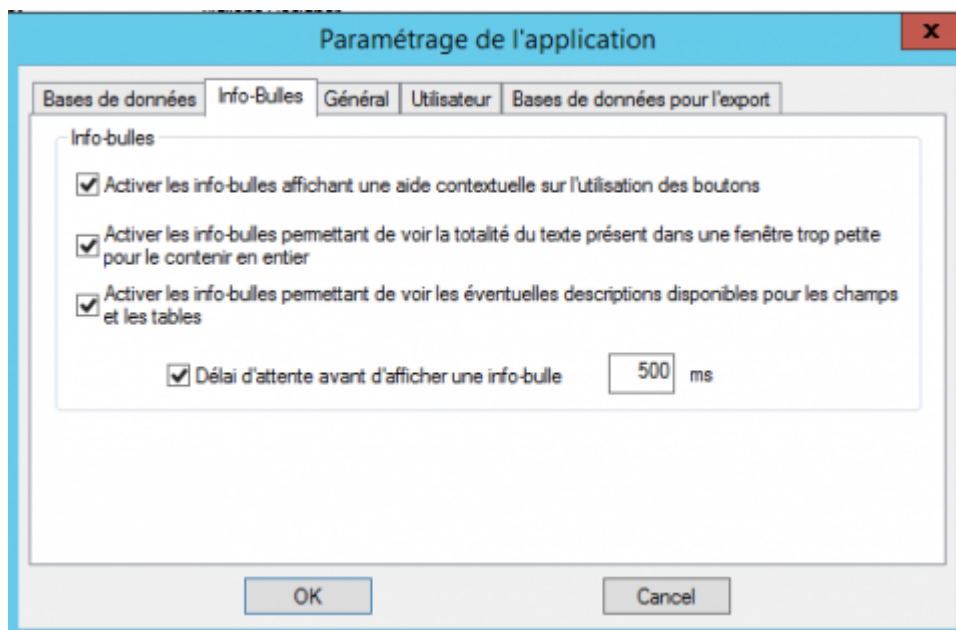 Paramétrage de l'application
x
Bases de données Info-Bulles Général Utilisateur Bases de données pour l'export
Info-bulles
Activer les info-bulles affichant une aide contextuelle sur l'utilisation des boutons
Activer les info-bulles permettant de voir la totalité du texte présent dans une fenêtre trop petite
pour le contenir en entier
Activer les info-bulles permettant de voir les éventuelles descriptions disponibles pour les champs
et les tables
Délai d'attente avant d'afficher une info-bulle 500 ms
OK Cancel